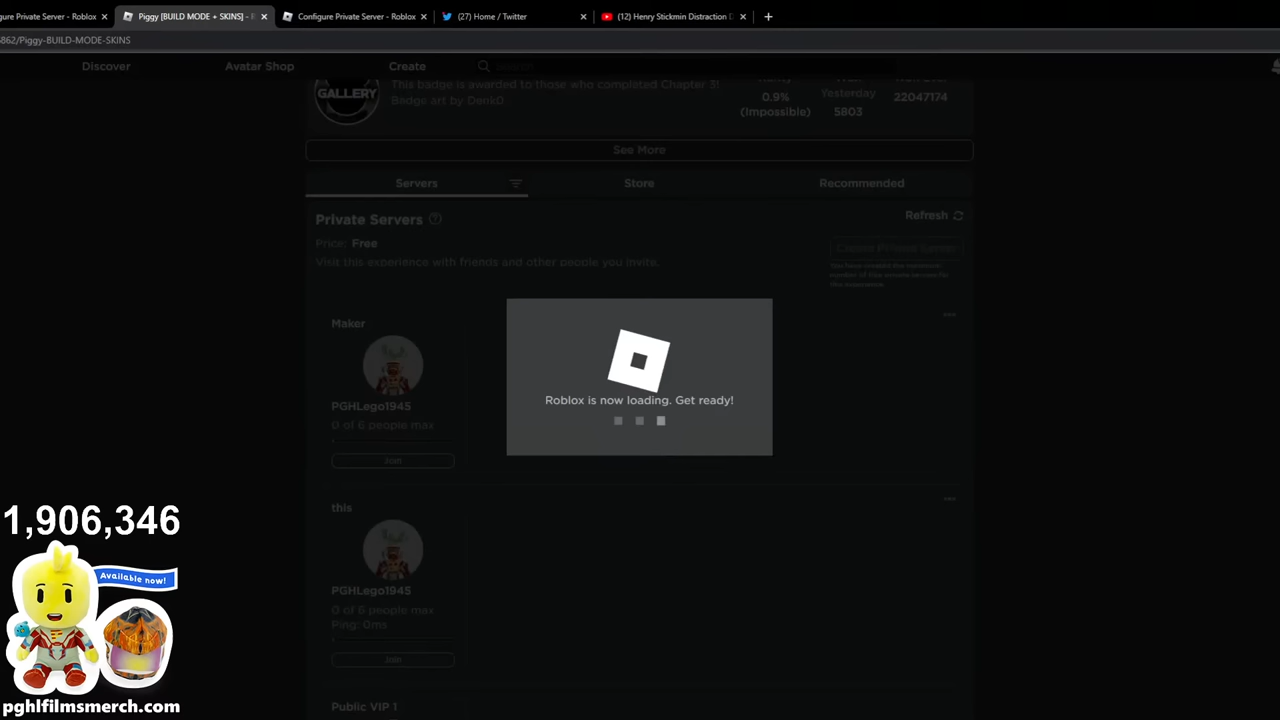 gure Private Server - Roblox
Piggy [BUILD MODE + SKINS] - R
Configure Private Server - Roblox
(27) Home / Twitter
(12) Henry Stickmin Distraction D
862/Piggy-BUILD-MODE-SKINS
Discover
Avatar Shop
Create
Search
GALLERY
This badge is awarded to those who completed Chapter 3!
Badge art by DenkO
0.9%
(Impossible)
Yesterday
5803
22047174
See More
Servers
Store
Recommended
Private Servers
Refresh
Price: Free
Create Private Server
Visit this experience with friends and other people you invite.
Maker
PGHLego1945
0 of 6 people max
Join
Roblox is now loading. Get ready!
this
PGHLego1945
0 of 6 people max
Ping: 0ms
Join
Public VIP 1
1,906,346
Available now!
pghlfilmsmerch.com